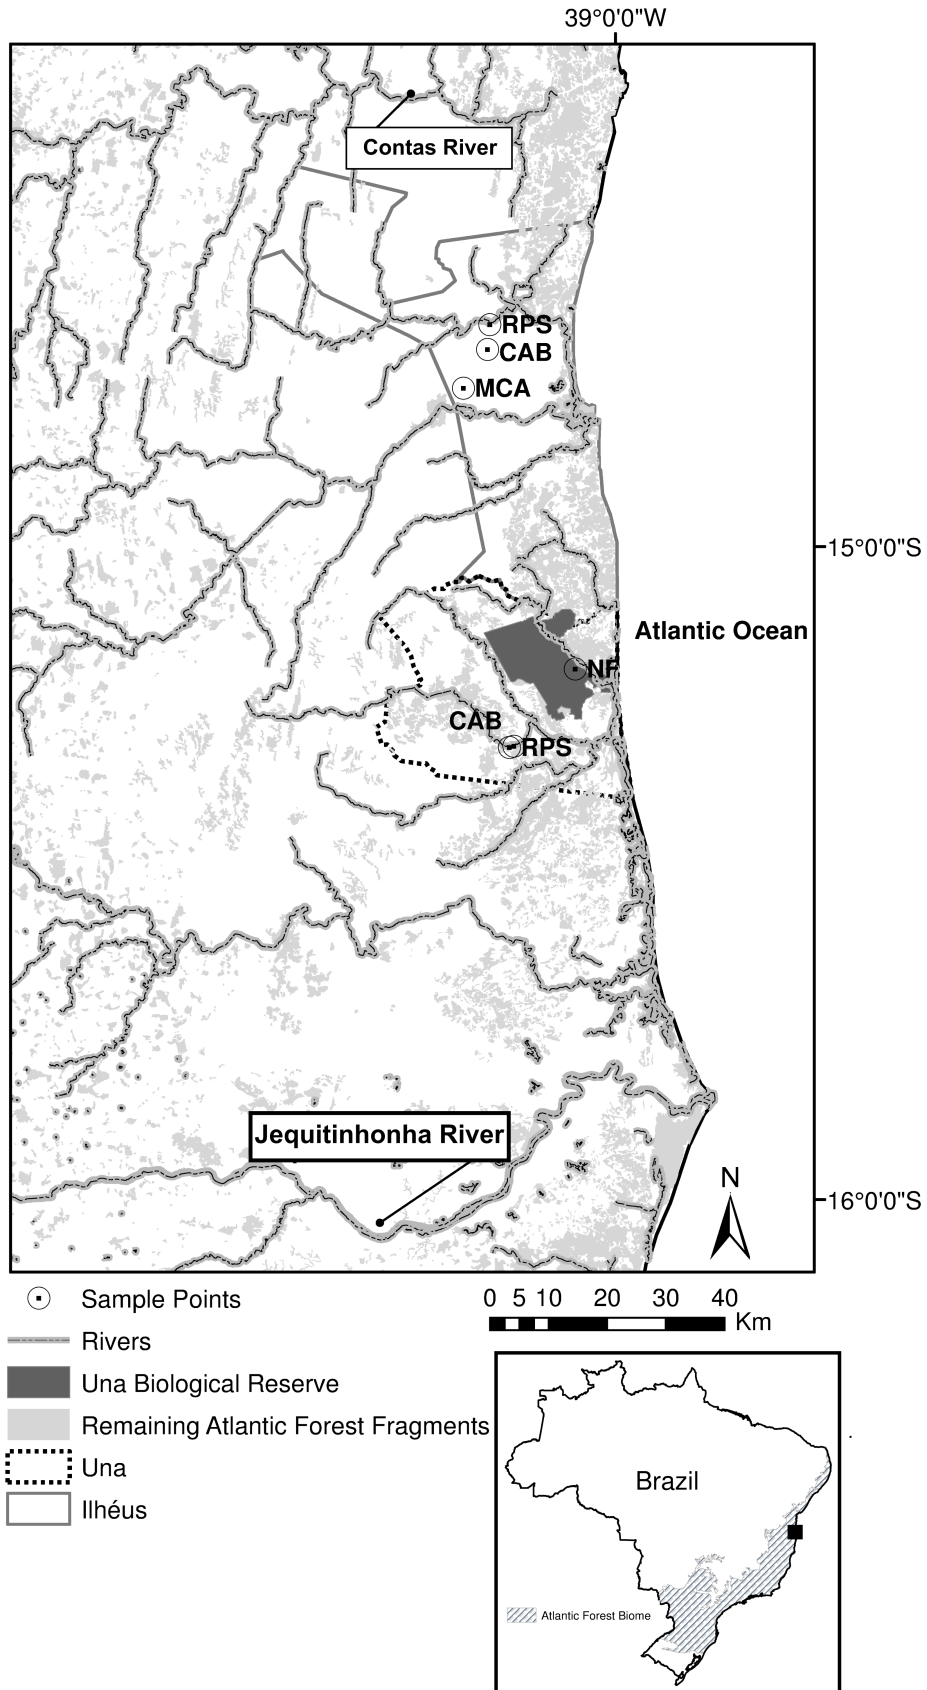 39°0'0"W
Contas River
RPS
CAB
MCA
15°0'0"S
Atlantic Ocean
NF
CAB
RPS
Jequitinhonha River
N
16°0'0"S
Sample Points
0 5 10 20 30 40
Km
Rivers
Una Biological Reserve
Remaining Atlantic Forest Fragments
Una
Ilhéus
Brazil
Atlantic Forest Biome